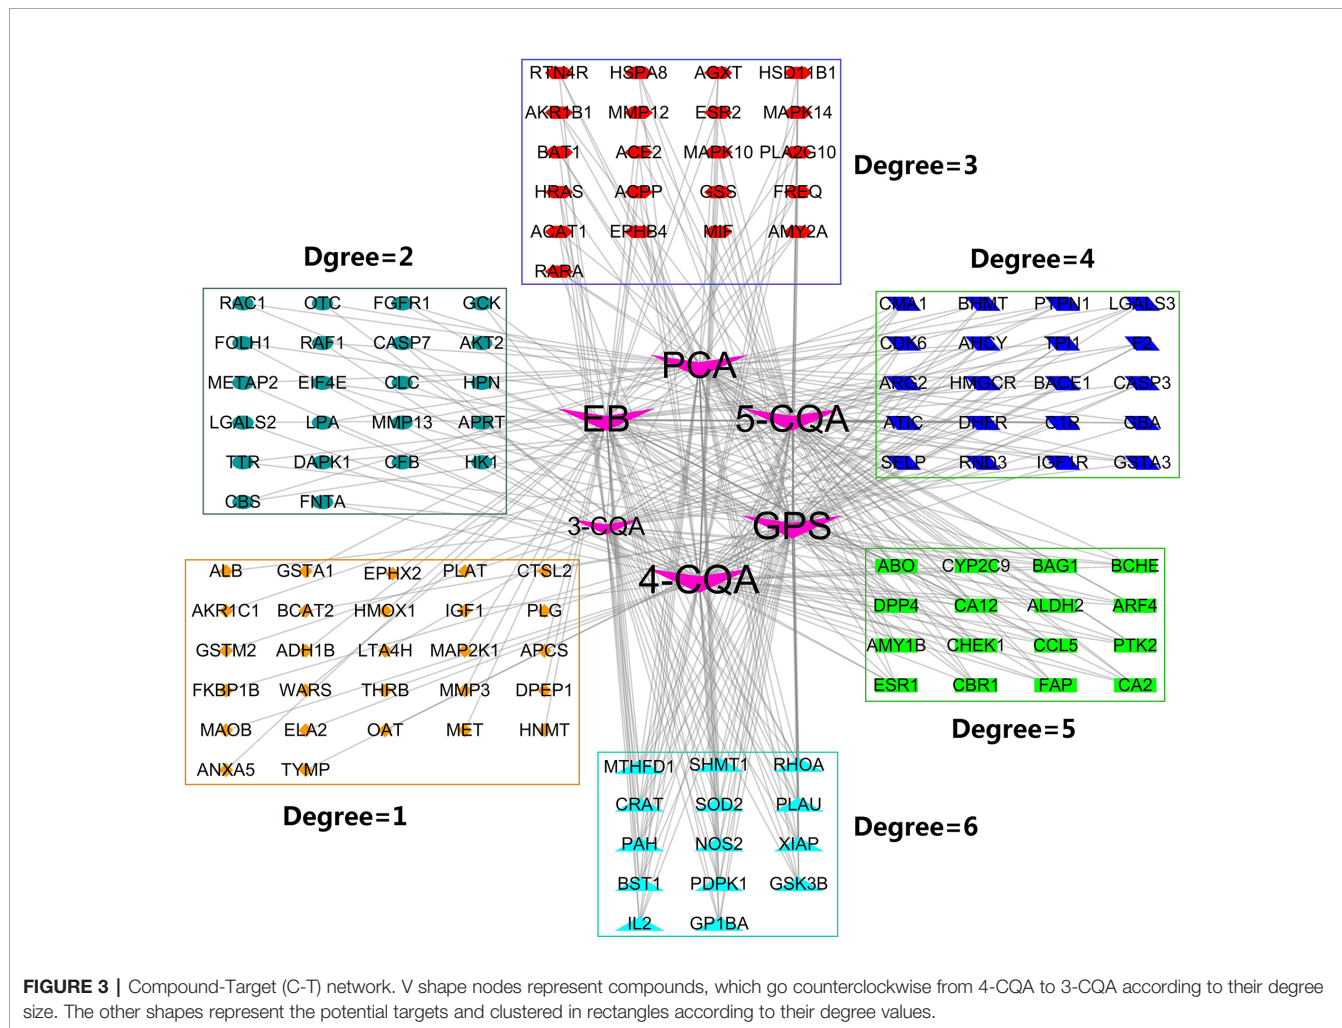 RTN4R HSPA8 AGXT HSD11B1
AKR1B1 MMP12 ESR2 MAPK14
BAT1 ACE2 MAPK10 PLA2G10
HRAS ACPP GSS FREQ
ACAT1 EPHB4 MIF AMY2A
RARA
Degree=3
Dgree=2
RAC1 OTC FGFR1 GCK
FOLH1 RAF1 CASP7 AKT2
METAP2 EIF4E CLC HPN
LGALS2 LPA MMP13 APRT
TTR DAPK1 CFB HK1
CBS FNTA
Degree=4
CMA1 BHMT PTPN1 LGALS3
CDK6 AHCY TPI1 F2
ARG2 HMGCR BACE1 CASP3
ATIC DHFR C1R GBA
SELP RND3 IGF1R GSTA3
PCA
EB 5-CQA
3-CQA GPS
4-CQA
ALB GSTA1 EPHX2 PLAT CTSL2
AKR1C1 BCAT2 HMOX1 IGF1 PLG
GSTM2 ADH1B LTA4H MAP2K1 APCS
FKBP1B WARS THRB MMP3 DPEP1
MAOB ELA2 OAT MET HNMT
ANXA5 TYMP
Degree=1
ABO CYP2C9 BAG1 BCHE
DPP4 CA12 ALDH2 ARF4
AMY1B CHEK1 CCL5 PTK2
ESR1 CBR1 FAP CA2
Degree=5
MTHFD1 SHMT1 RHOA
CRAT SOD2 PLAU
PAH NOS2 XIAP
BST1 PDPK1 GSK3B
IL2 GP1BA
Degree=6
FIGURE 3 | Compound-Target (C-T) network. V shape nodes represent compounds, which go counterclockwise from 4-CQA to 3-CQA according to their degree
size. The other shapes represent the potential targets and clustered in rectangles according to their degree values.